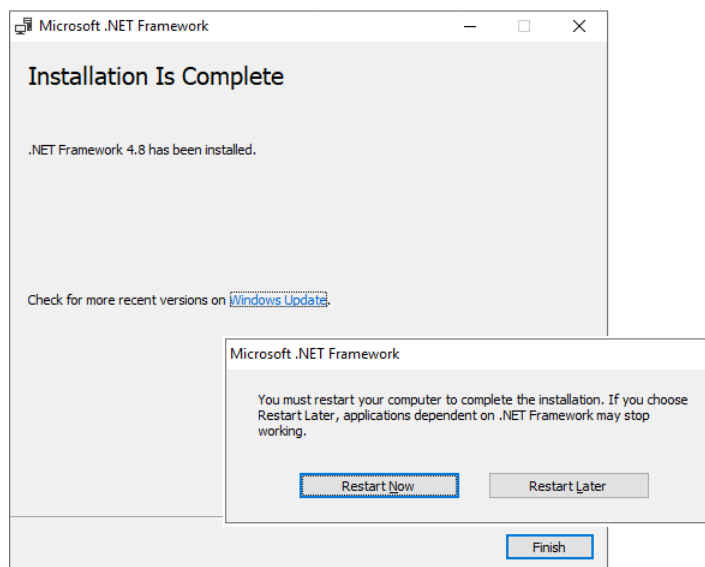 Microsoft .NET Framework
Installation Is Complete
.NET Framework 4.8 has been installed.
Check for more recent versions on Windows Update.
Microsoft .NET Framework
You must restart your computer to complete the installation. If you choose
Restart Later, applications dependent on .NET Framework may stop
working.
Restart Now
Restart Later
Finish